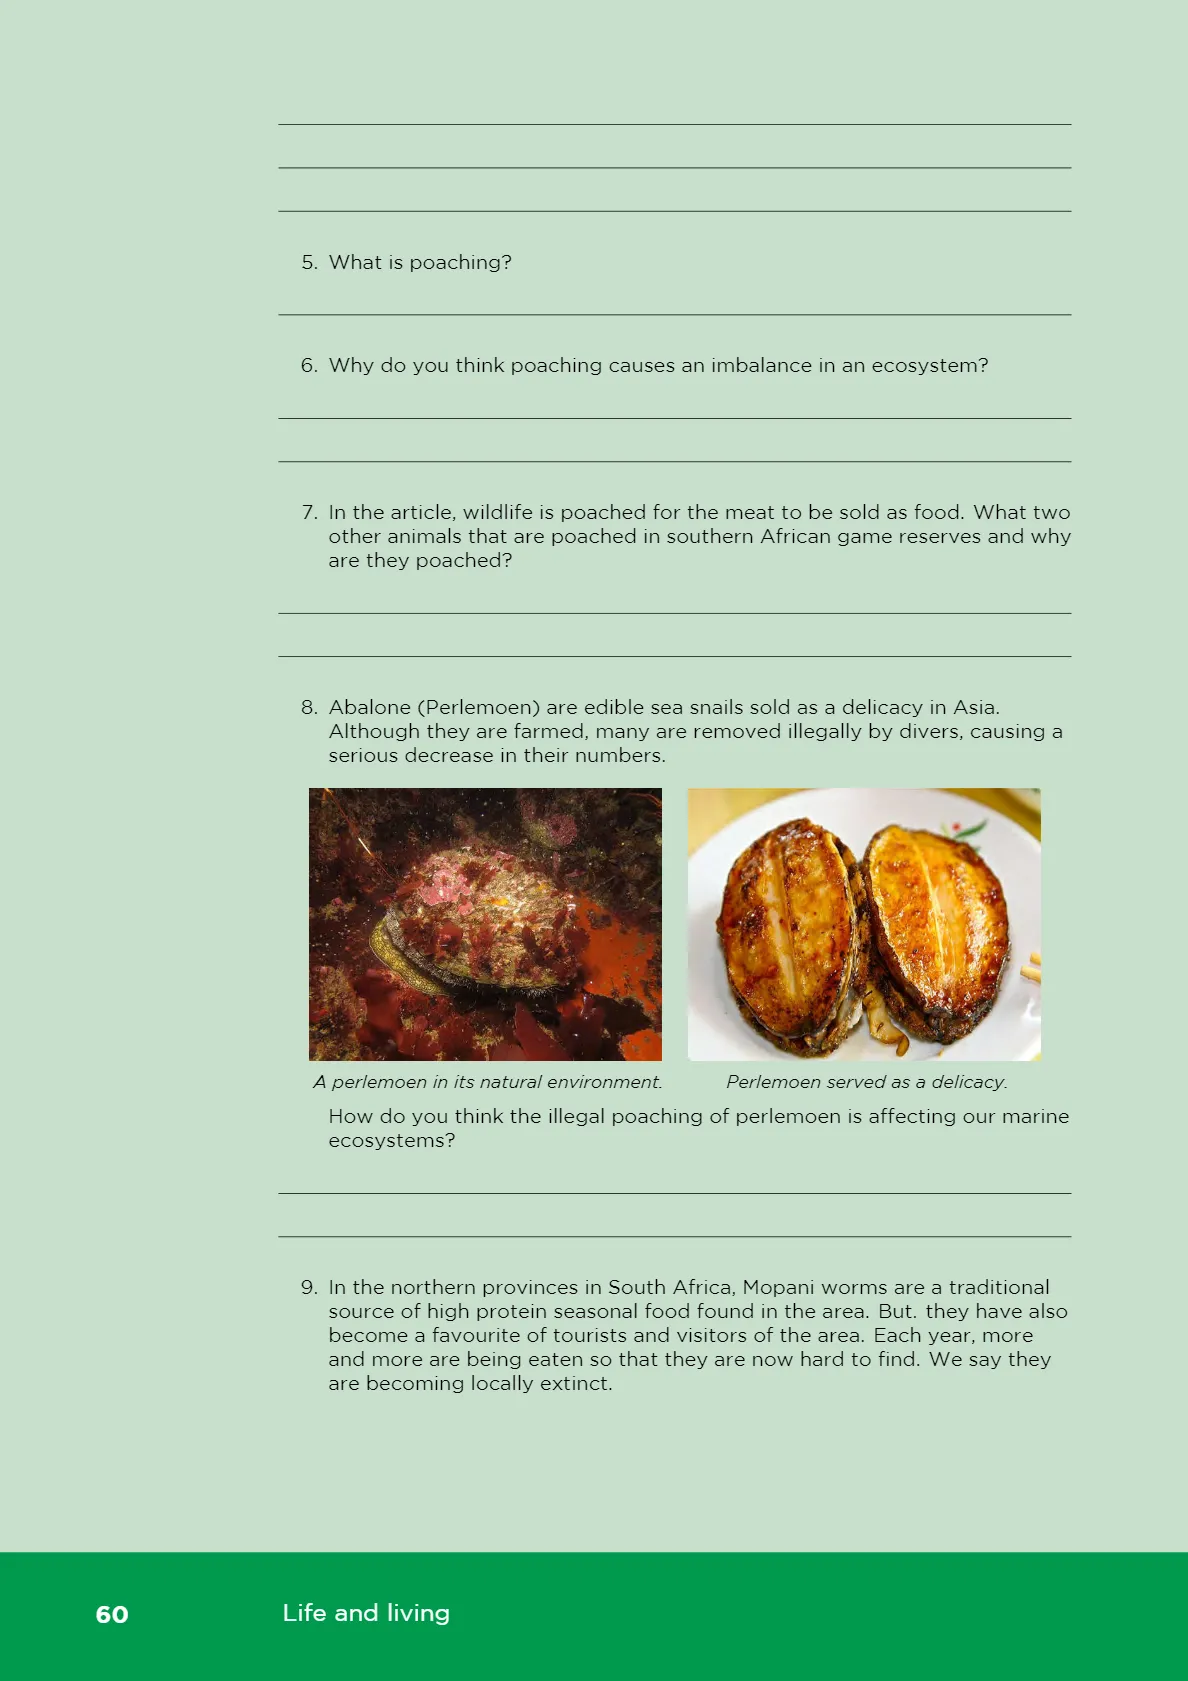 5. What is poaching?
6. Why do you think poaching causes an imbalance in an ecosystem?
7. In the article, wildlife is poached for the meat to be sold as food. What two
other animals that are poached in southern African game reserves and why
are they poached?
8. Abalone (Perlemoen) are edible sea snails sold as a delicacy in Asia.
Although they are farmed, many are removed illegally by divers, causing a
serious decrease in their numbers.
A perlemoen in its natural environment.
Perlemoen served as a delicacy.
How do you think the illegal poaching of perlemoen is affecting our marine
ecosystems?
9. In the northern provinces in South Africa, Mopani worms are a traditional
source of high protein seasonal food found in the area. But. they have also
become a favourite of tourists and visitors of the area. Each year, more
and more are being eaten so that they are now hard to find. We say they
are becoming locally extinct.
60 Life and living